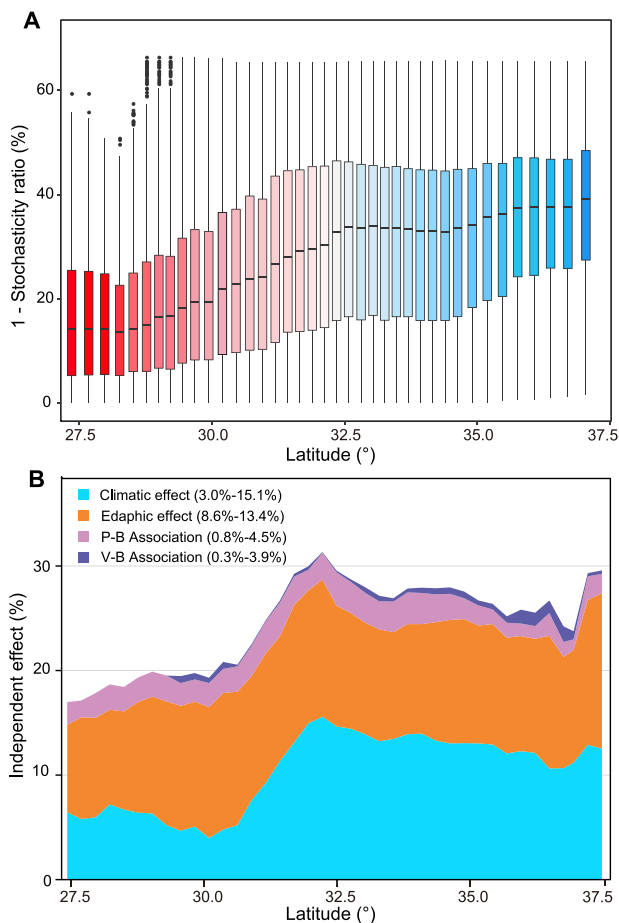 A
1 - Stochasticity ratio (%)
60
40
20
0
27.5 30.0 32.5 35.0 37.5
Latitude (°)
B
Climatic effect (3.0%-15.1%)
Edaphic effect (8.6%-13.4%)
P-B Association (0.8%-4.5%)
V-B Association (0.3%-3.9%)
Independent effect (%)
30
20
10
0
27.5 30.0 32.5 35.0 37.5
Latitude (°)